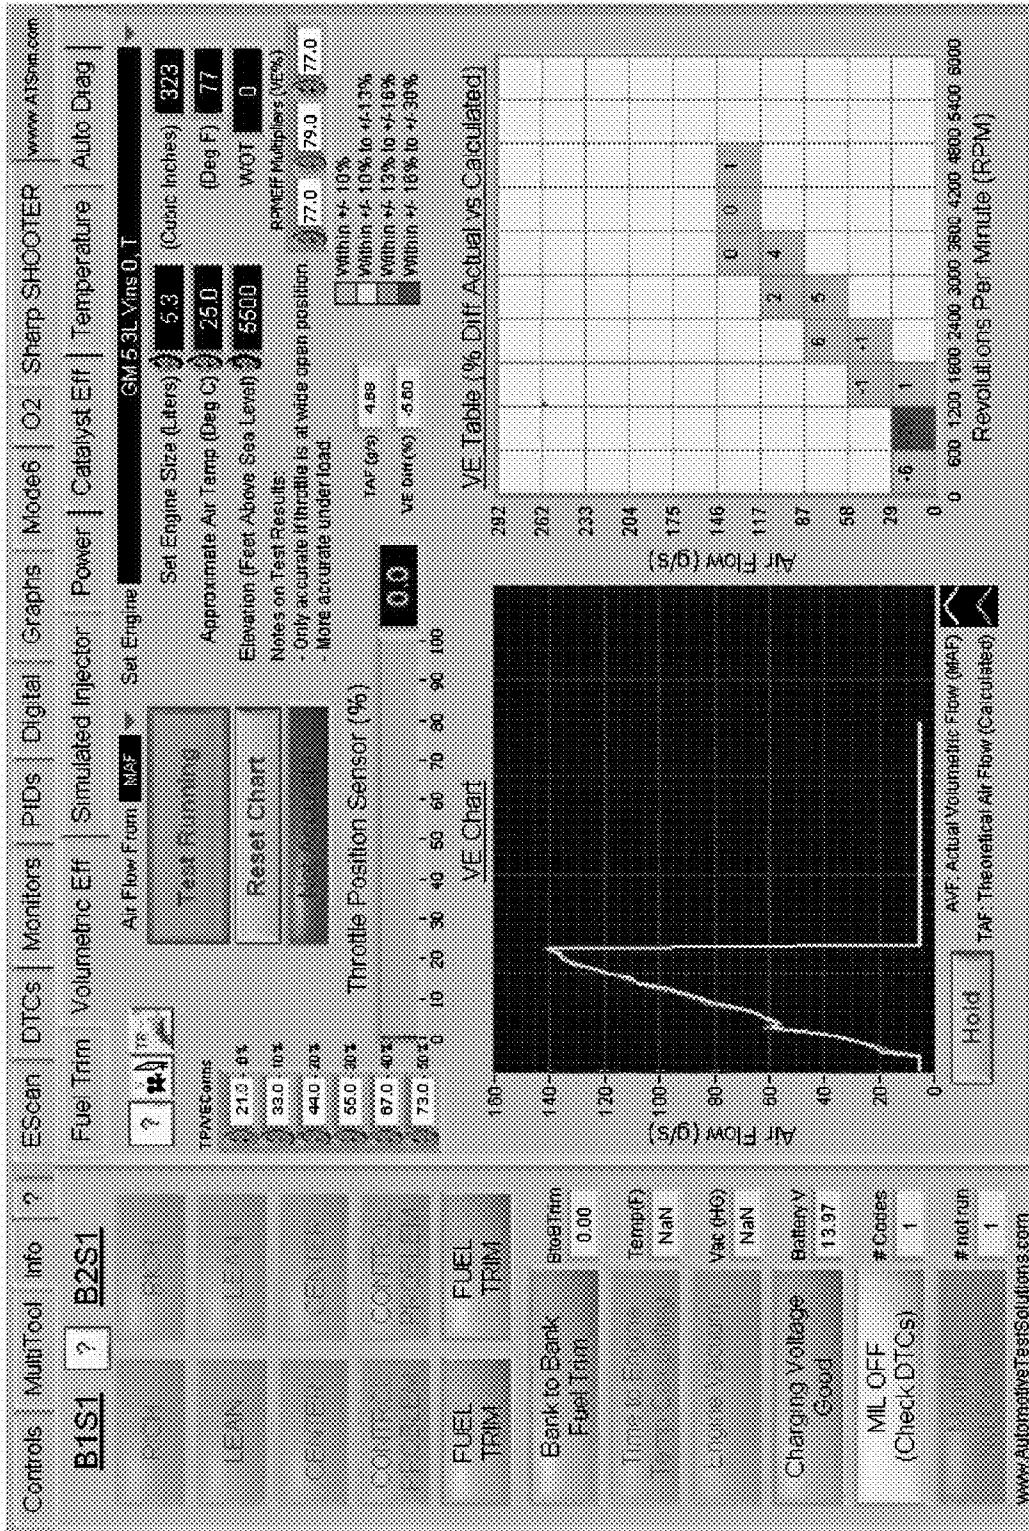 Controls | MultiTool Info | ? | EScan | DTCs | Monitors | PIDs | Digital | Graphs | Mode6 | O2 Sharp SHOOTER | www.ATSnm.com
Fuel Trim Volumetric Eff | Simulated Injector | Power | Catalyst Eff | Temperature | Auto Diag
B1S1 ? B2S1
FUEL TRIM
FUEL TRIM
Bank to Bank Fuel Trim
BtoBTrim
0.00
Temp(F)
NaN
Vac (HG)
NaN
Charging Voltage Good
Battery V
13.97
MIL OFF (Check DTCs)
# Codes
1
# not run
1
www.AutomotiveTestSolutions.com
?
Air Flow From MAF
Test Running
Reset Chart
Set Engine GM 5.3L Vins 0, T
Set Engine Size (Liters) 5.3 (Cubic Inches) 323
Approximate Air Temp (Deg C) 25.0 (Deg F) 77
Elevation (Feet Above Sea Level) 5500 WOT 0
Notes on Test Results:
- Only accurate if throttle is at wide open position
- More accurate under load
RPM/EFF Multipliers (VE%)
77.0 79.0 77.0
Within +/- 10%
Within +/- 10% to +/-13%
Within +/- 13% to +/-16%
Within +/- 16% to +/-30%
TAF (g/s) 4.88
21.0
33.0 10%
44.0 20%
55.0 30%
67.0 40%
73.0 50%
Throttle Position Sensor (%)
0 10 20 30 40 50 60 70 80 90 100
0.0
VE Diff (%)
VE Chart
Air Flow (g/s)
160
140
120
100
80
60
40
20
0
Hold
AVF Actual Volumetric Flow (MAF)
TAF Theoretical Air Flow (Calculated)
VE Table (% Diff Actual vs Caculated)
Air Flow (g/s)
292
262
233
204
175
146 0 0 1
117 2 4
87 6 5
58 -1 -1
29 -6 1
0
0 600 1200 1800 2400 3000 3600 4200 4800 5400 6000
Revolutions Per Minute (RPM)